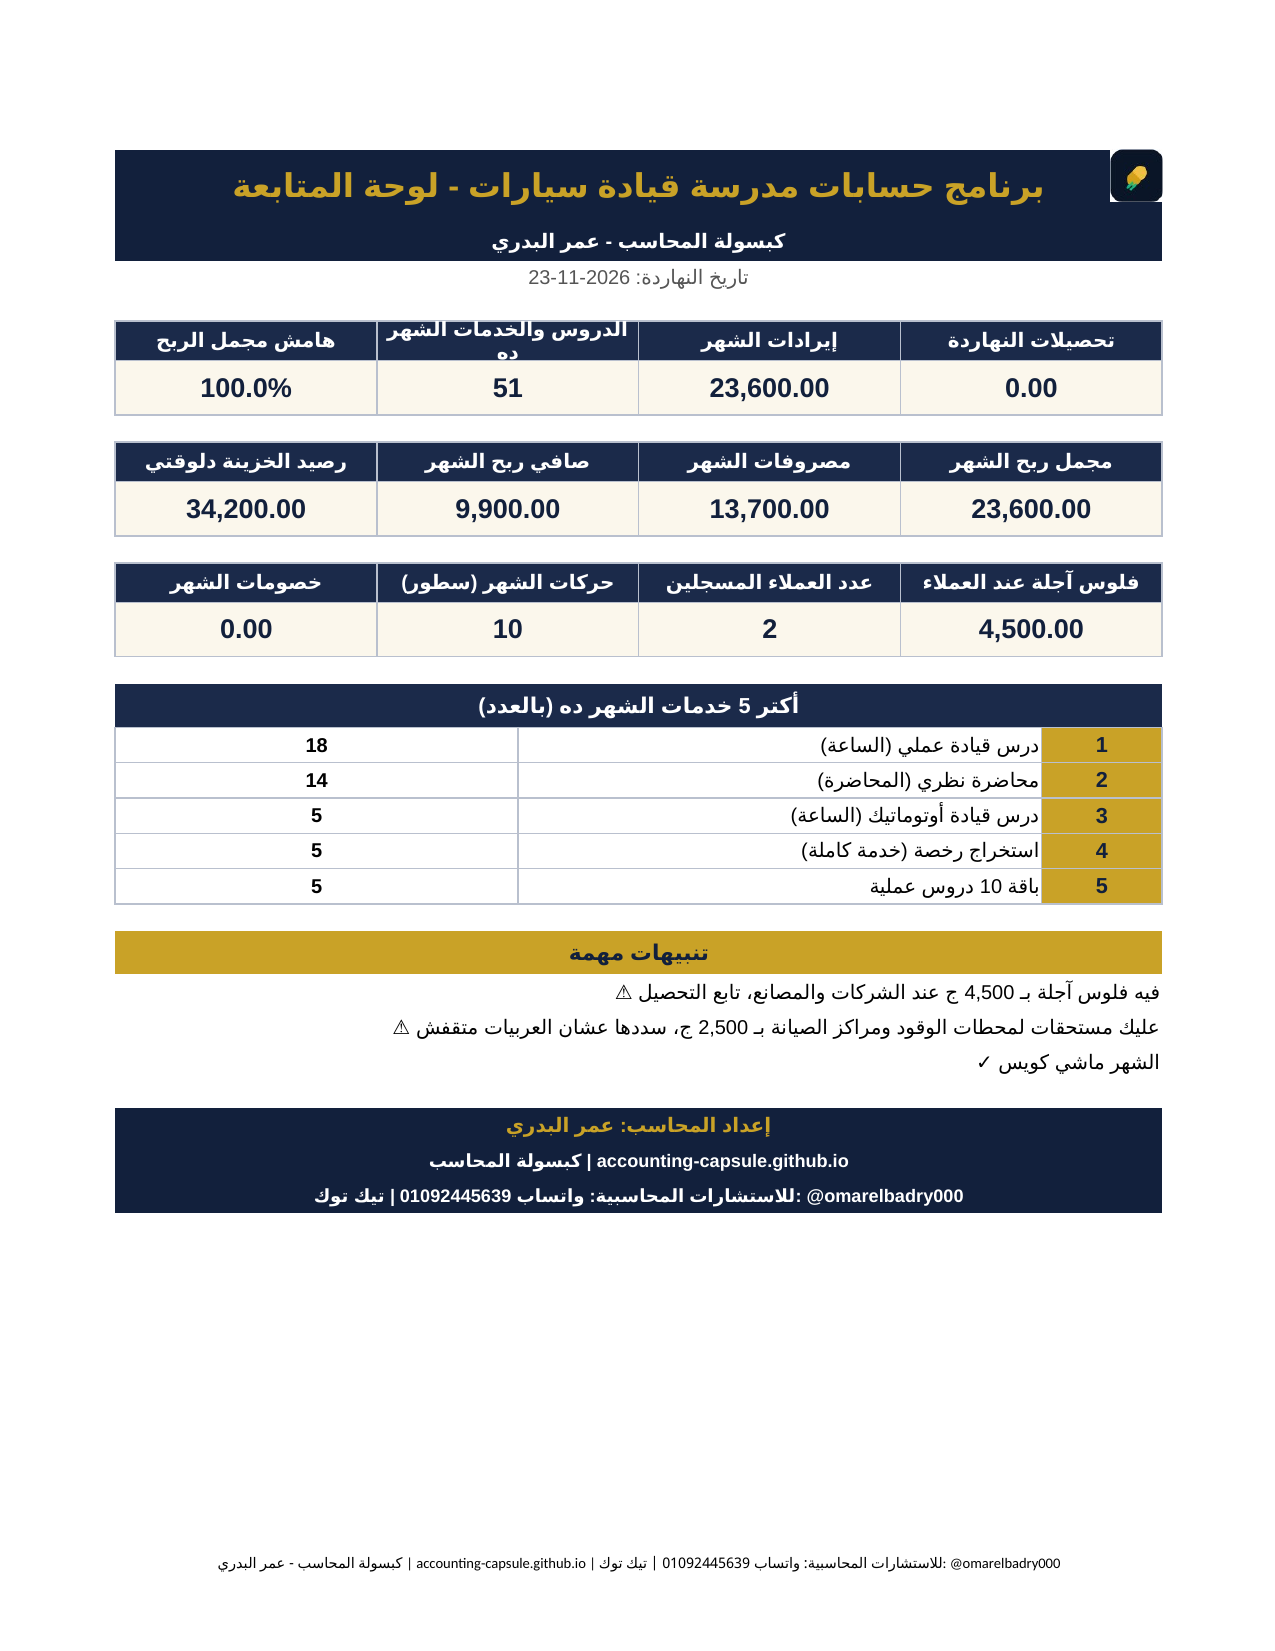 برنامج حسابات مدرسة قيادة سيارات - لوحة المتابعة
كبسولة المحاسب - عمر البدري
تاريخ النهاردة: 2026-11-23
تحصيلات النهاردة
إيرادات الشهر
الدروس والخدمات الشهر ده
هامش مجمل الربح
0.00
23,600.00
51
100.0%
مجمل ربح الشهر
مصروفات الشهر
صافي ربح الشهر
رصيد الخزينة دلوقتي
23,600.00
13,700.00
9,900.00
34,200.00
فلوس آجلة عند العملاء
عدد العملاء المسجلين
حركات الشهر (سطور)
خصومات الشهر
4,500.00
2
10
0.00
أكتر 5 خدمات الشهر ده (بالعدد)
1 درس قيادة عملي (الساعة) 18
2 محاضرة نظري (المحاضرة) 14
3 درس قيادة أوتوماتيك (الساعة) 5
4 استخراج رخصة (خدمة كاملة) 5
5 باقة 10 دروس عملية 5
تنبيهات مهمة
فيه فلوس آجلة بـ 4,500 ج عند الشركات والمصانع، تابع التحصيل ⚠
عليك مستحقات لمحطات الوقود ومراكز الصيانة بـ 2,500 ج، سددها عشان العربيات متقفش ⚠
الشهر ماشي كويس ✓
إعداد المحاسب: عمر البدري
كبسولة المحاسب | accounting-capsule.github.io
للاستشارات المحاسبية: واتساب 01092445639 | تيك توك: @omarelbadry000
كبسولة المحاسب - عمر البدري | accounting-capsule.github.io | للاستشارات المحاسبية: واتساب 01092445639 | تيك توك: @omarelbadry000